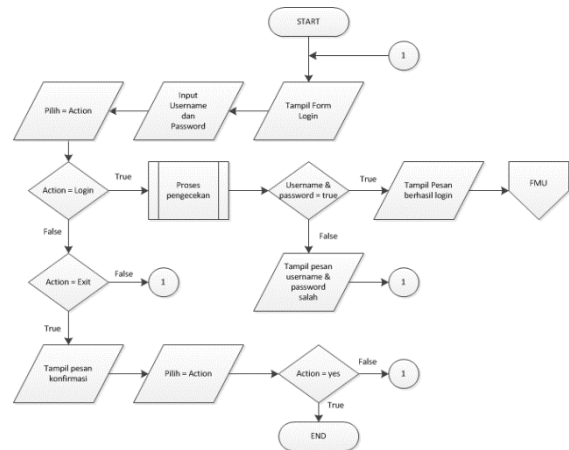 START
1
Tampil Form
Login
Input
Username
dan
Password
Pilih = Action
Action = Login
True
Proses
pengecekan
Username &
password = true
True
Tampil Pesan
berhasil login
FMU
False
False
Tampil pesan
username &
password
salah
1
Action = Exit
False
1
True
Tampil pesan
konfirmasi
Pilih = Action
Action = yes
False
1
True
END